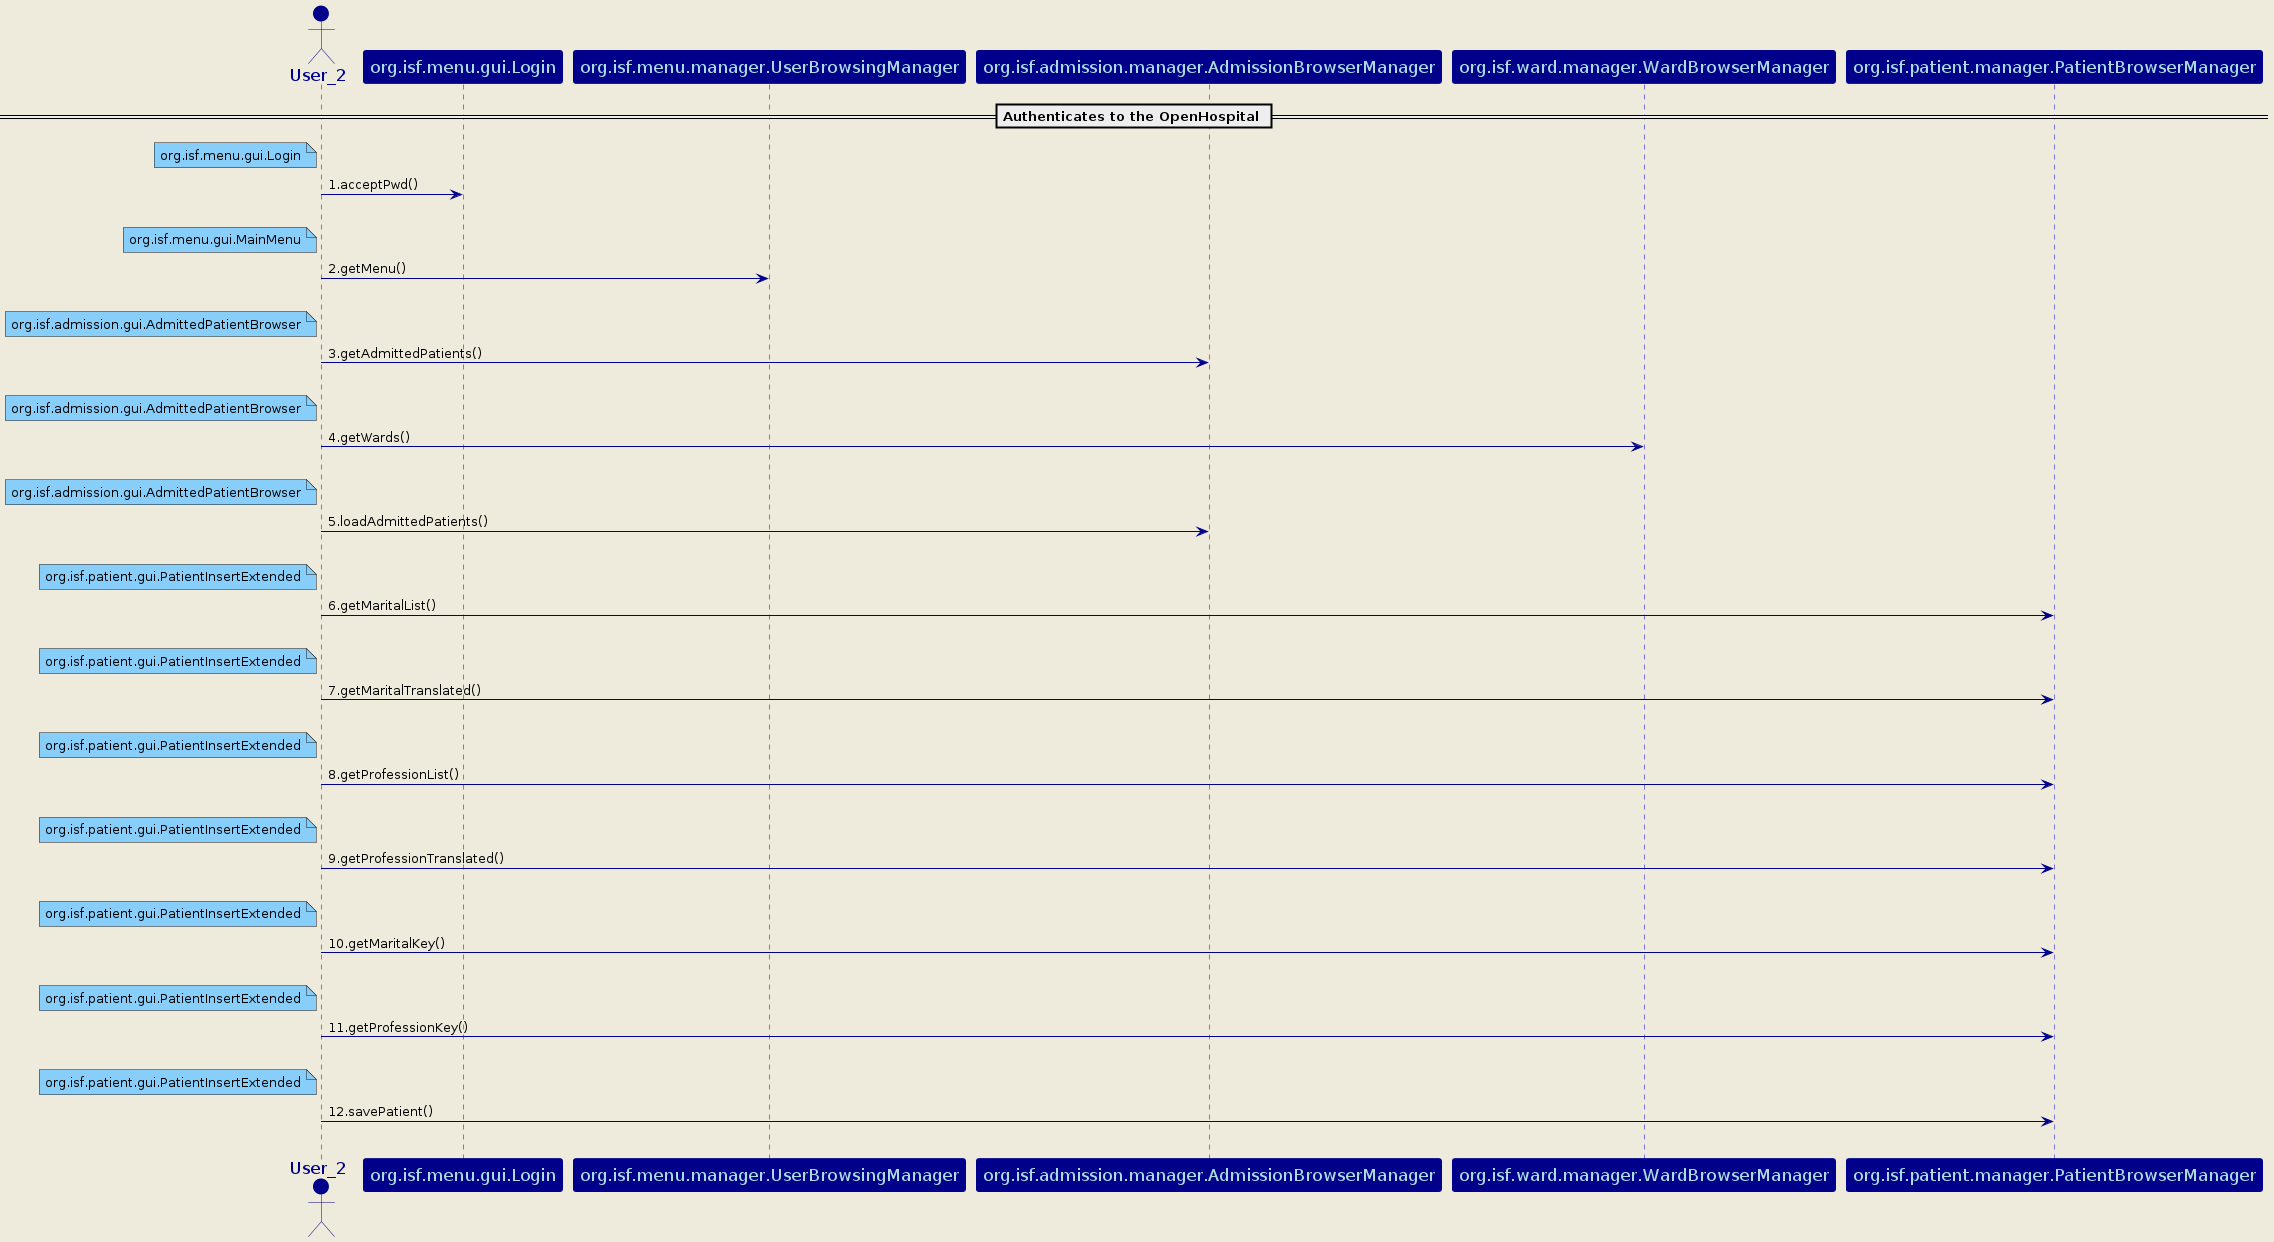 User_2
org.isf.menu.gui.Login
org.isf.menu.manager.UserBrowsingManager
org.isf.admission.manager.AdmissionBrowserManager
org.isf.ward.manager.WardBrowserManager
org.isf.patient.manager.PatientBrowserManager
Authenticates to the OpenHospital
org.isf.menu.gui.Login
1.acceptPwd()
org.isf.menu.gui.MainMenu
2.getMenu()
org.isf.admission.gui.AdmittedPatientBrowser
3.getAdmittedPatients()
org.isf.admission.gui.AdmittedPatientBrowser
4.getWards()
org.isf.admission.gui.AdmittedPatientBrowser
5.loadAdmittedPatients()
org.isf.patient.gui.PatientInsertExtended
6.getMaritalList()
org.isf.patient.gui.PatientInsertExtended
7.getMaritalTranslated()
org.isf.patient.gui.PatientInsertExtended
8.getProfessionList()
org.isf.patient.gui.PatientInsertExtended
9.getProfessionTranslated()
org.isf.patient.gui.PatientInsertExtended
10.getMaritalKey()
org.isf.patient.gui.PatientInsertExtended
11.getProfessionKey()
org.isf.patient.gui.PatientInsertExtended
12.savePatient()
User_2
org.isf.menu.gui.Login
org.isf.menu.manager.UserBrowsingManager
org.isf.admission.manager.AdmissionBrowserManager
org.isf.ward.manager.WardBrowserManager
org.isf.patient.manager.PatientBrowserManager